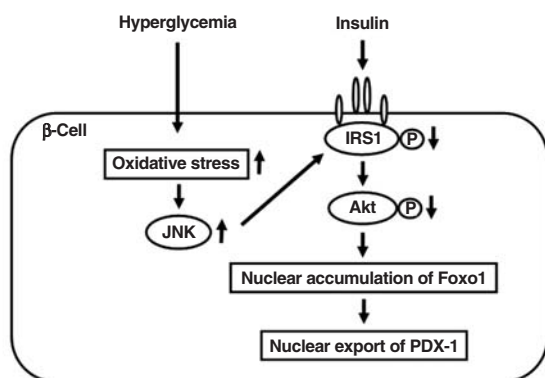 Hyperglycemia
Insulin
β-Cell
IRS1
P
Oxidative stress
Akt
P
JNK
Nuclear accumulation of Foxo1
Nuclear export of PDX-1